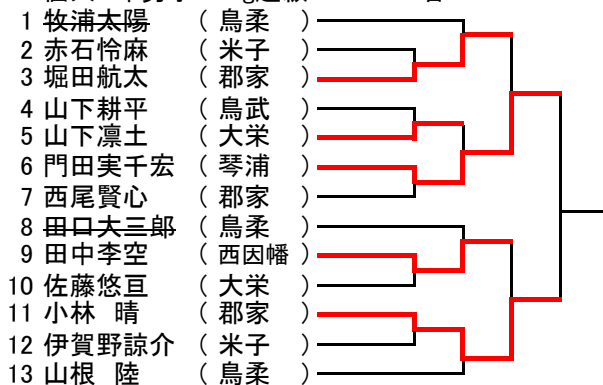 1 牧浦太陽 （ 鳥柔 ）
2 赤石怜麻 （ 米子 ）
3 堀田航太 （ 郡家 ）
4 山下耕平 （ 鳥武 ）
5 山下凛土 （ 大栄 ）
6 門田実千宏 （ 琴浦 ）
7 西尾賢心 （ 郡家 ）
8 田口大三郎 （ 鳥柔 ）
9 田中李空 （ 西因幡 ）
10 佐藤悠亘 （ 大栄 ）
11 小林 晴 （ 郡家 ）
12 伊賀野諒介 （ 米子 ）
13 山根 陸 （ 鳥柔 ）